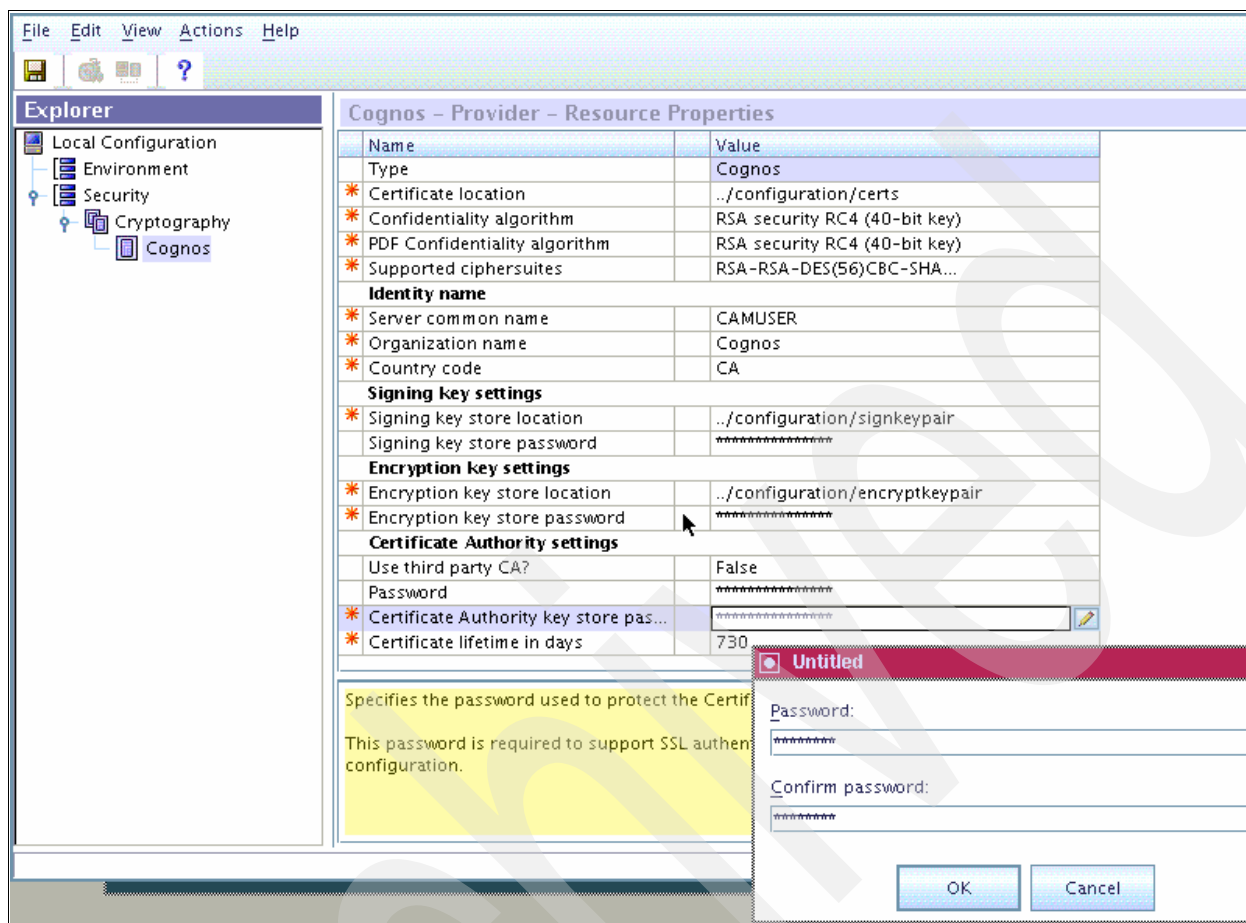 File Edit View Actions Help
?
Explorer
Local Configuration
Environment
Security
Cryptography
Cognos
Cognos – Provider – Resource Properties
Name Value
Type Cognos
* Certificate location ../configuration/certs
* Confidentiality algorithm RSA security RC4 (40-bit key)
* PDF Confidentiality algorithm RSA security RC4 (40-bit key)
* Supported ciphersuites RSA-RSA-DES(56)CBC-SHA...
Identity name
* Server common name CAMUSER
* Organization name Cognos
* Country code CA
Signing key settings
* Signing key store location ../configuration/signkeypair
Signing key store password ***************
Encryption key settings
* Encryption key store location ../configuration/encryptkeypair
* Encryption key store password ***************
Certificate Authority settings
Use third party CA? False
Password ***************
* Certificate Authority key store pas... ***************
* Certificate lifetime in days 730
Specifies the password used to protect the Certif
This password is required to support SSL authen
configuration.
Untitled
Password:
********
Confirm password:
********
OK Cancel